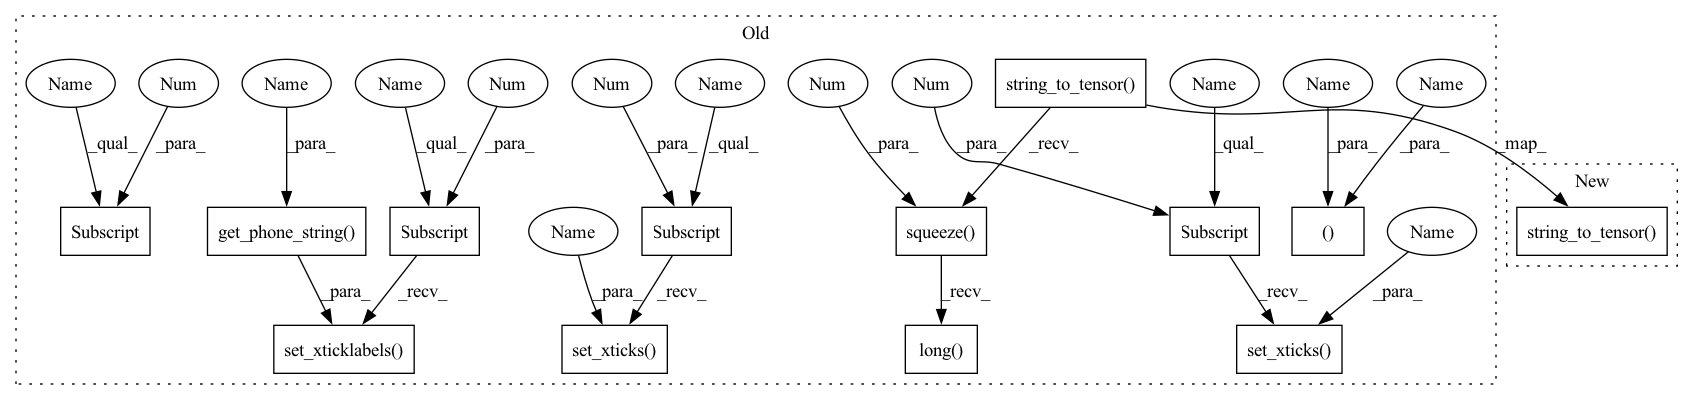 Old
Name Num Name Name Num Num Name Num Num string_to_tensor() Name Name Name
_qual_ _para_ _para_ _qual_ _para_ _para_ _qual_ _para_ _para_ _recv_ _qual_ _para_ _para_ _map_
New
Subscript get_phone_string() Subscript Name Subscript squeeze() Subscript () Name string_to_tensor()
_para_ _recv_ _para_ _recv_ _recv_ _recv_ _para_
set_xticklabels() set_xticks() long() set_xticks()